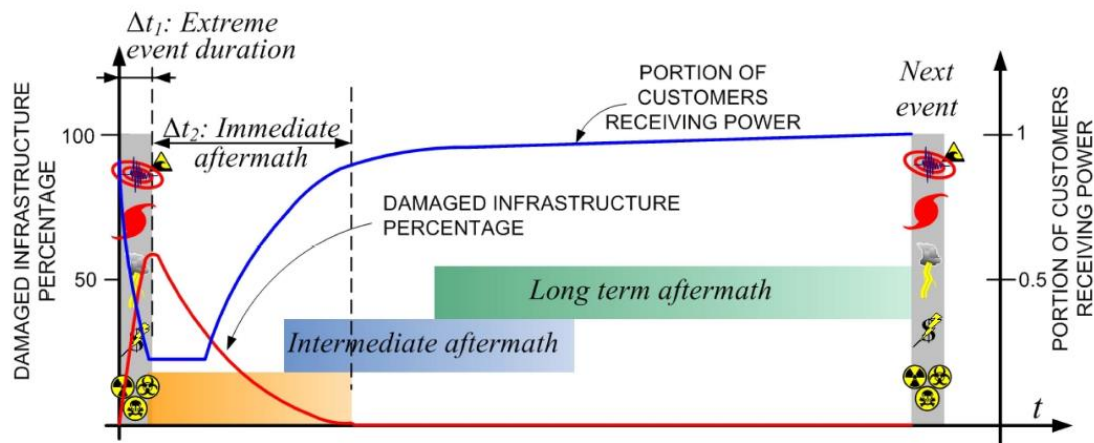 Δt1: Extreme
event duration
DAMAGED INFRASTRUCTURE
PERCENTAGE
100
50
Δt2: Immediate
aftermath
PORTION OF
CUSTOMERS
RECEIVING POWER
DAMAGED INFRASTRUCTURE
PERCENTAGE
Long term aftermath
Intermediate aftermath
Next
event
1
0.5
PORTION OF CUSTOMERS
RECEIVING POWER
t
$
$